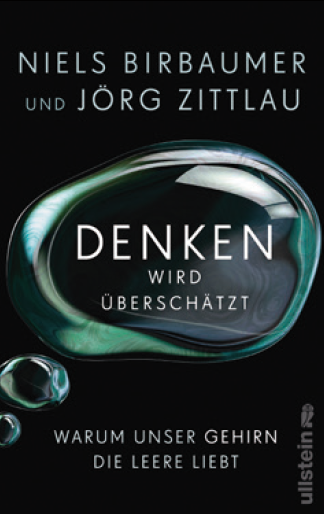 NIELS BIRBAUMER
UND JÖRG ZITTLAU
DENKEN
WIRD
ÜBERSCHÄTZT
WARUM UNSER GEHIRN
DIE LEERE LIEBT
ullstein